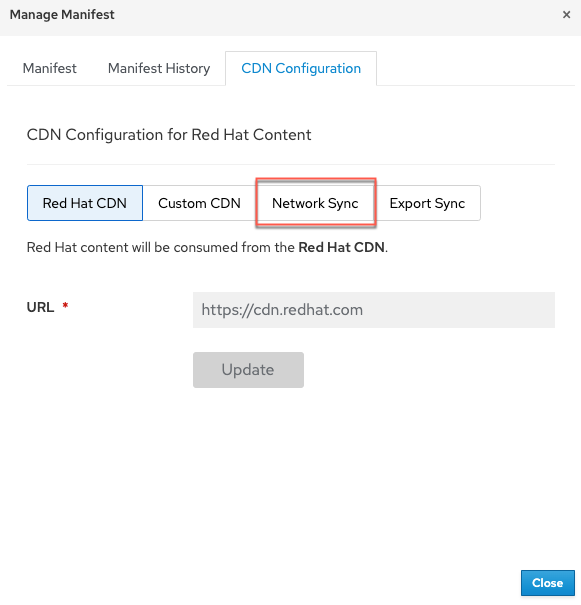 Manage Manifest ×
Manifest Manifest History CDN Configuration
CDN Configuration for Red Hat Content
Red Hat CDN Custom CDN Network Sync Export Sync
Red Hat content will be consumed from the Red Hat CDN.
URL * https://cdn.redhat.com
Update
Close